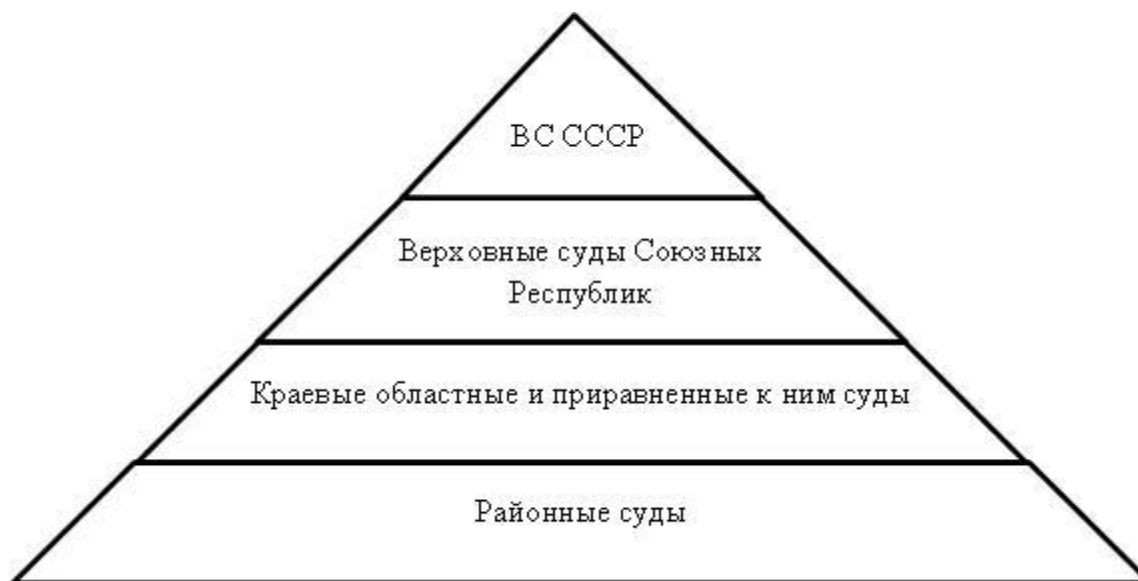 ВС СССР
Верховные суды Союзных
Республик
Краевые областные и приравненные к ним суды
Районные суды